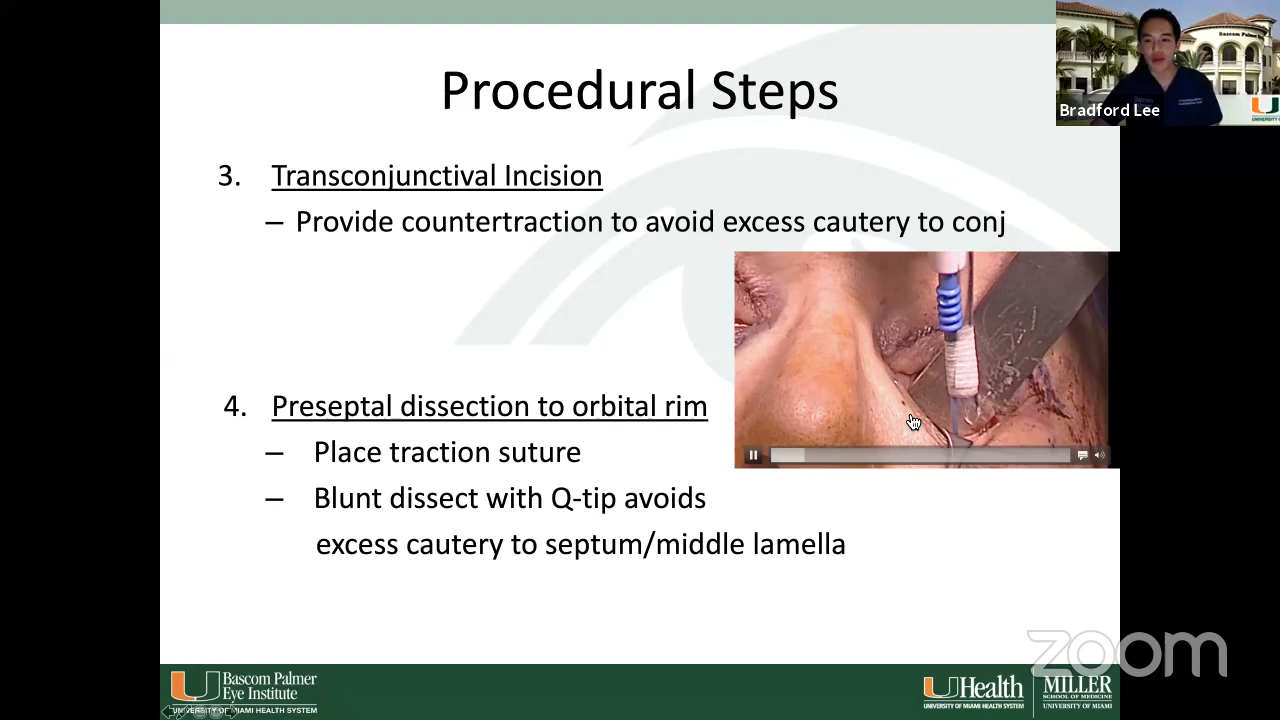 Procedural Steps
3. Transconjunctival Incision
– Provide countertraction to avoid excess cautery to conj
4. Preseptal dissection to orbital rim
– Place traction suture
– Blunt dissect with Q-tip avoids
excess cautery to septum/middle lamella
Bascom Palmer
Bradford Lee
zoom
Bascom Palmer
Eye Institute
UNIVERSITY OF MIAMI HEALTH SYSTEM
UHealth
UNIVERSITY OF MIAMI HEALTH SYSTEM
MILLER
SCHOOL OF MEDICINE
UNIVERSITY OF MIAMI